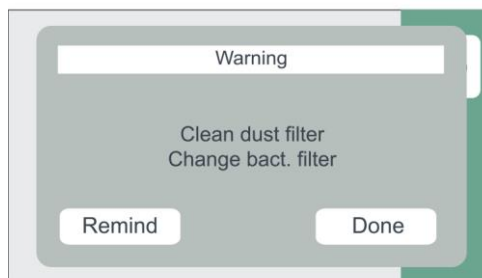 Warning
Clean dust filter
Change bact. filter
Remind
Done